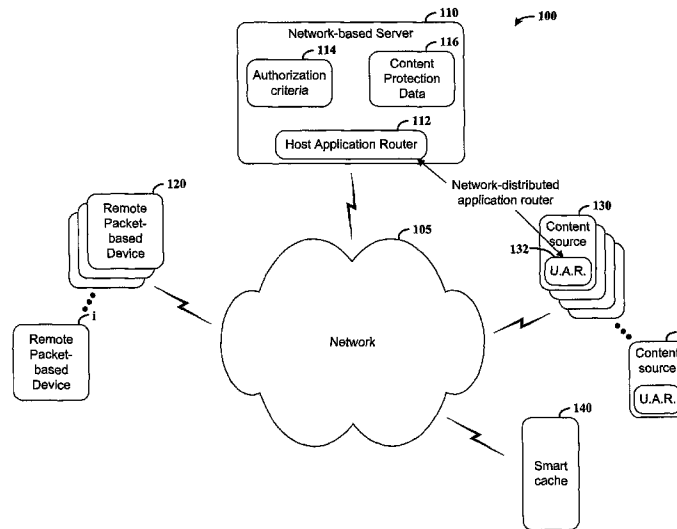 110
100
Network-based Server
114
116
Authorization
criteria
Content
Protection
Data
112
Host Application Router
120
Remote
Packet-
based
Device
Network-distributed
application router
130
Content
source
132
U.A.R.
105
Network
i
Remote
Packet-
based
Device
Content
source
U.A.R.
140
Smart
cache